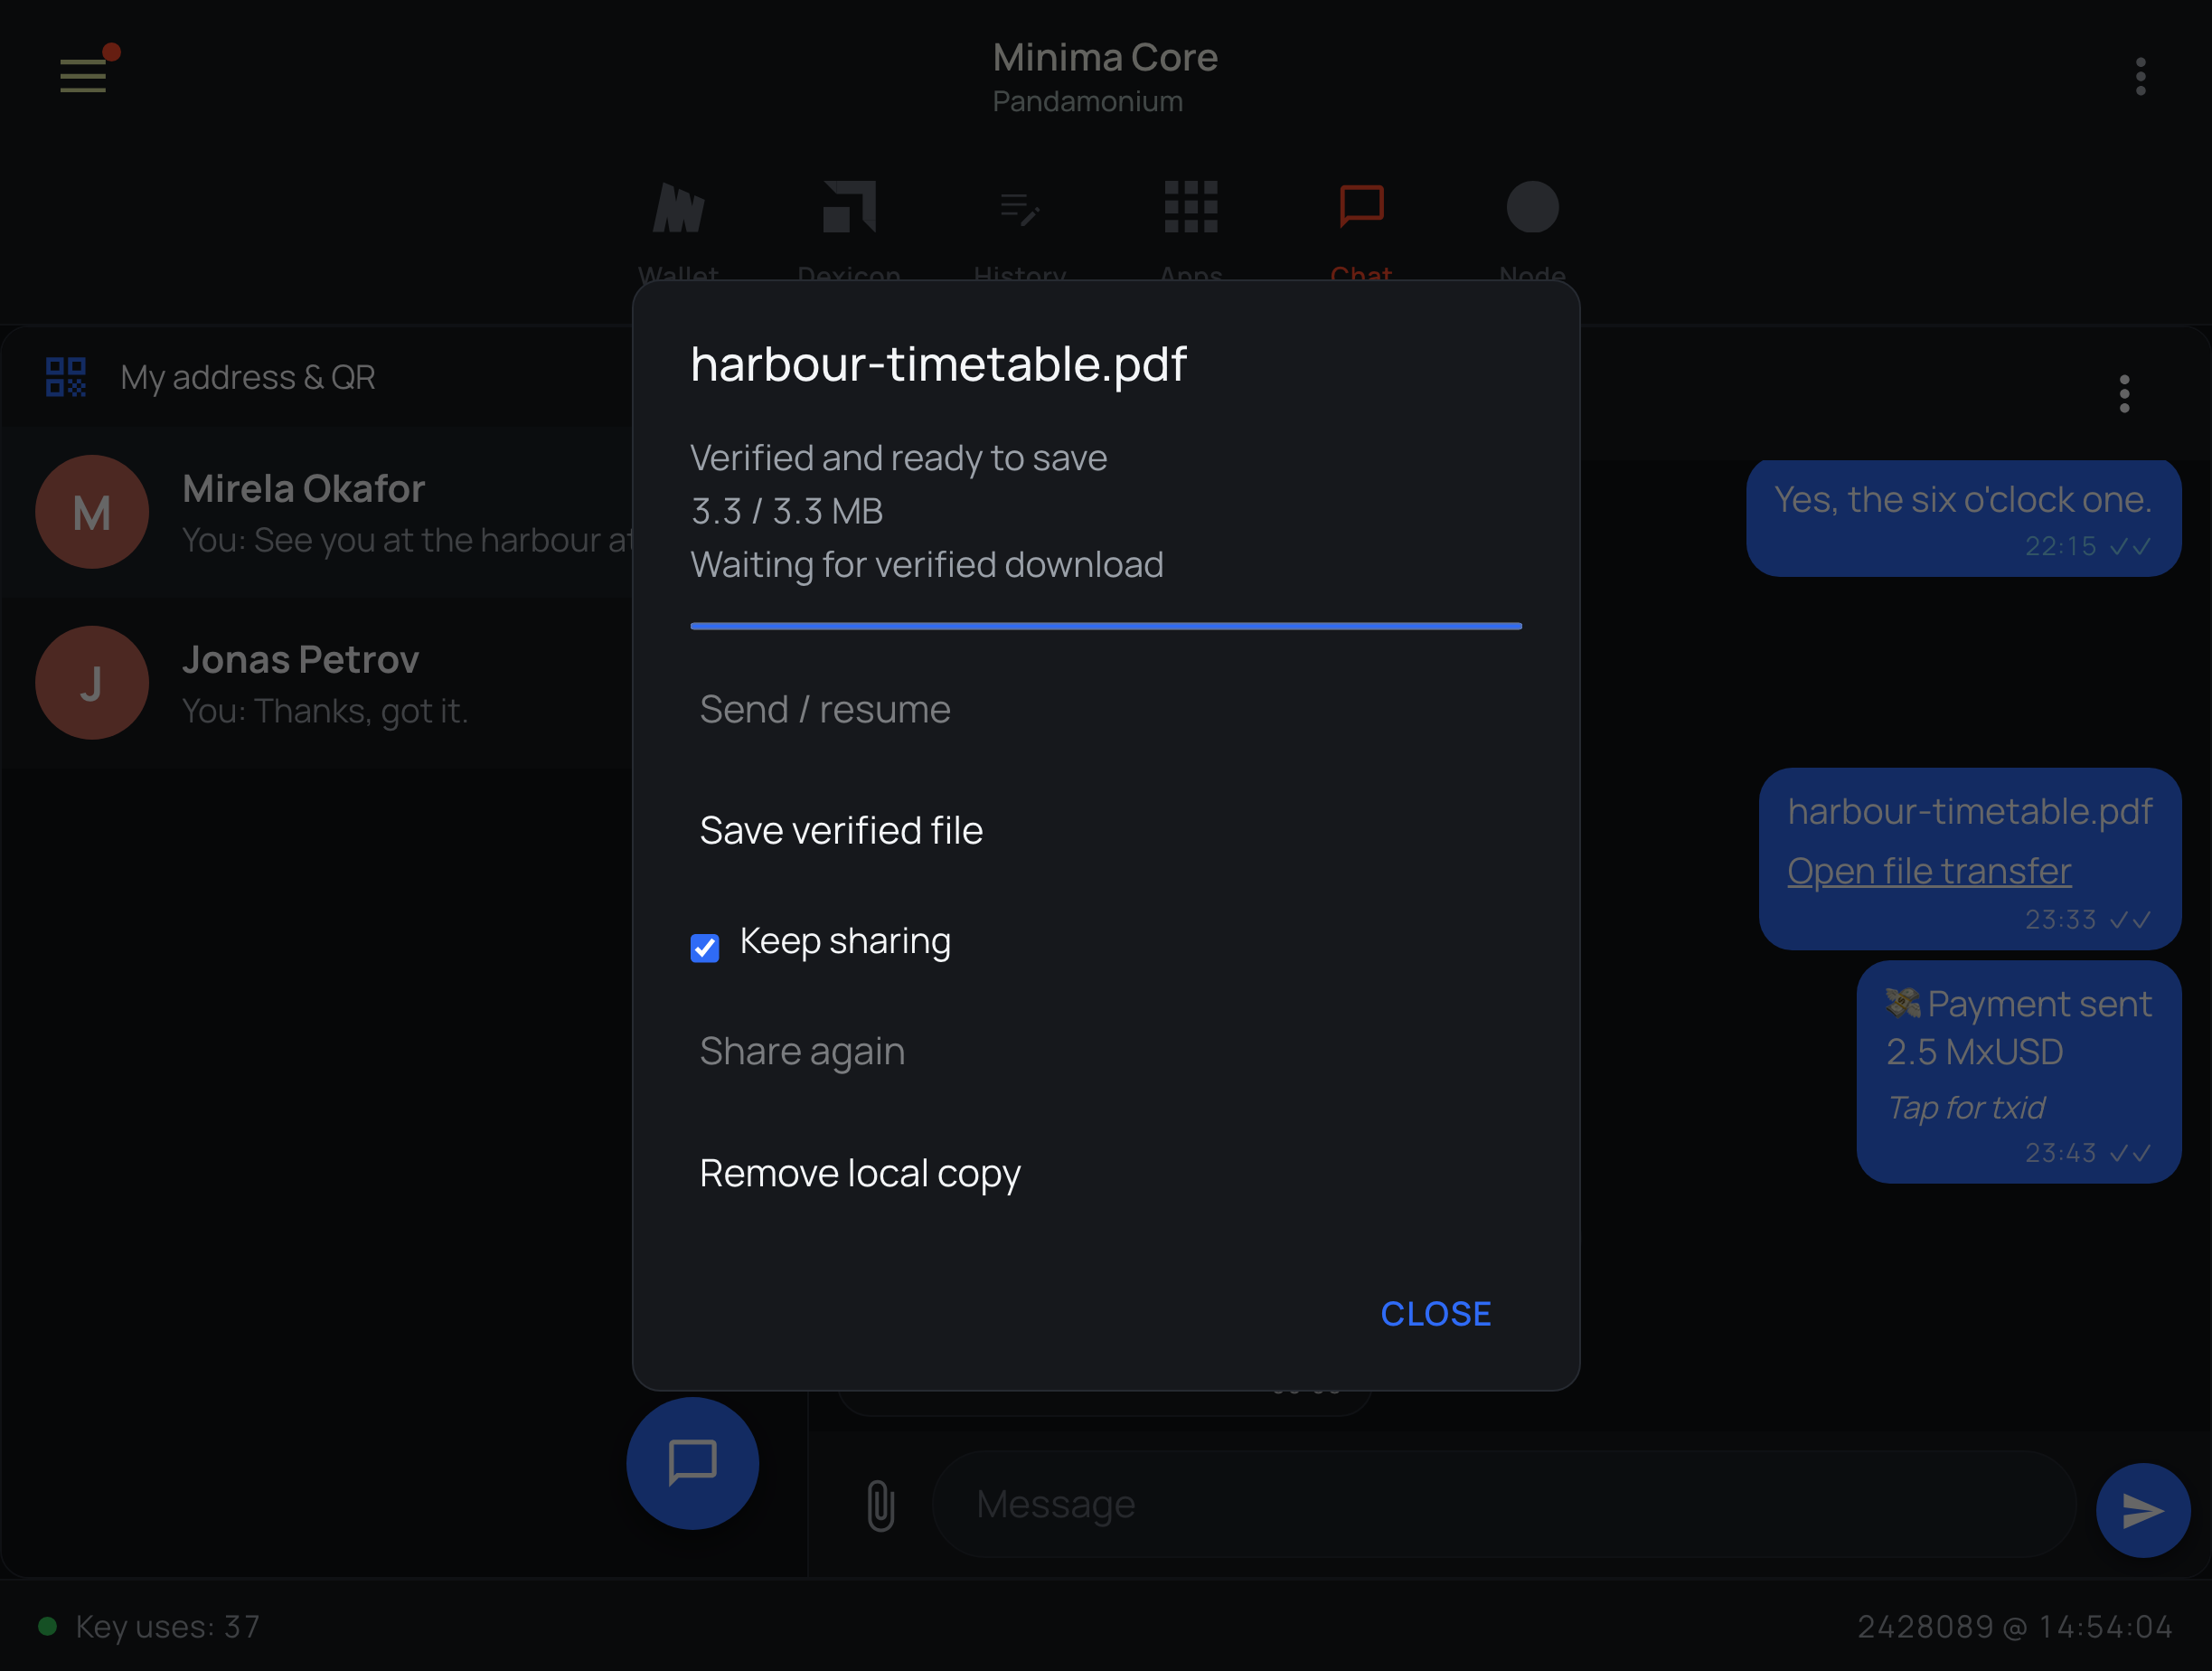 Minima Core
Pandamonium
Wallet
Dexicon
History
Apps
Chat
Node
My address & QR
M
Mirela Okafor
You: See you at the harbour at
J
Jonas Petrov
You: Thanks, got it.
harbour-timetable.pdf
Verified and ready to save
3.3 / 3.3 MB
Waiting for verified download
Send / resume
Save verified file
Keep sharing
Share again
Remove local copy
CLOSE
Yes, the six o'clock one.
22:15
harbour-timetable.pdf
Open file transfer
23:33
Payment sent
2.5 MxUSD
Tap for txid
23:43
Message
Key uses: 37
2428089 @ 14:54:04